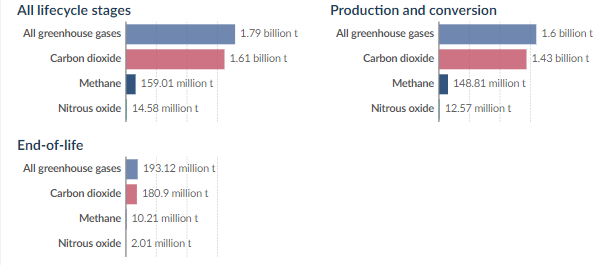 All lifecycle stages
All greenhouse gases 1.79 billion t
Carbon dioxide 1.61 billion t
Methane 159.01 million t
Nitrous oxide 14.58 million t
Production and conversion
All greenhouse gases 1.6 billion t
Carbon dioxide 1.43 billion t
Methane 148.81 million t
Nitrous oxide 12.57 million t
End-of-life
All greenhouse gases 193.12 million t
Carbon dioxide 180.9 million t
Methane 10.21 million t
Nitrous oxide 2.01 million t